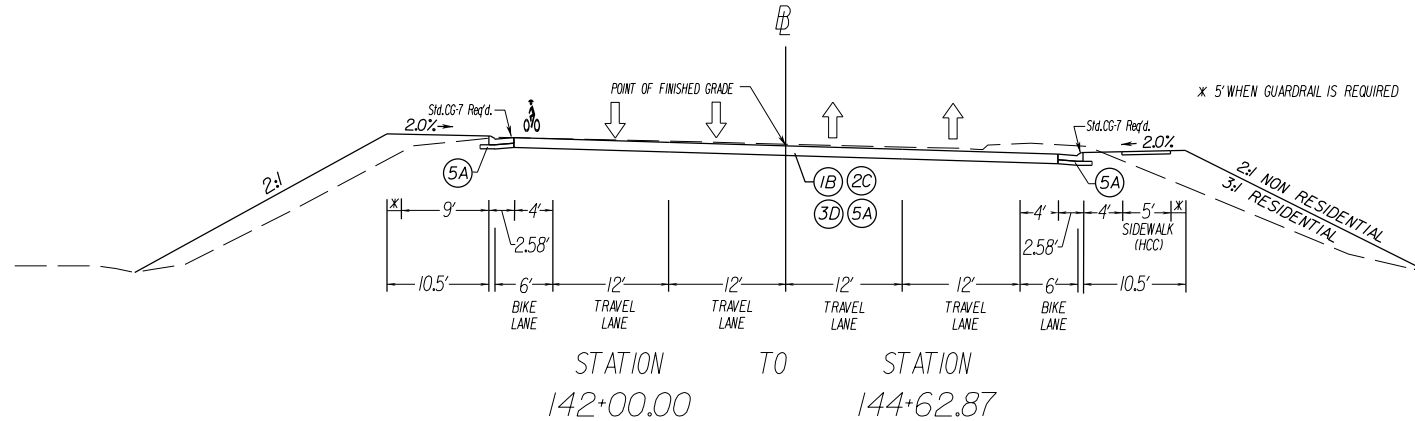 PL
POINT OF FINISHED GRADE
* 5' WHEN GUARDRAIL IS REQUIRED
Std.CG-7 Req'd.
Std.CG-7 Req'd.
2.0%
2.0%
5A
1B
2C
5A
3D
5A
2:1
2:1 NON RESIDENTIAL
3:1 RESIDENTIAL
*
9'
4'
4'
4'
5'
*
2.58'
2.58'
SIDEWALK
(HCC)
10.5'
6'
12'
12'
12'
12'
6'
10.5'
BIKE
LANE
TRAVEL
LANE
TRAVEL
LANE
TRAVEL
LANE
TRAVEL
LANE
BIKE
LANE
STATION TO STATION
142+00.00 144+62.87